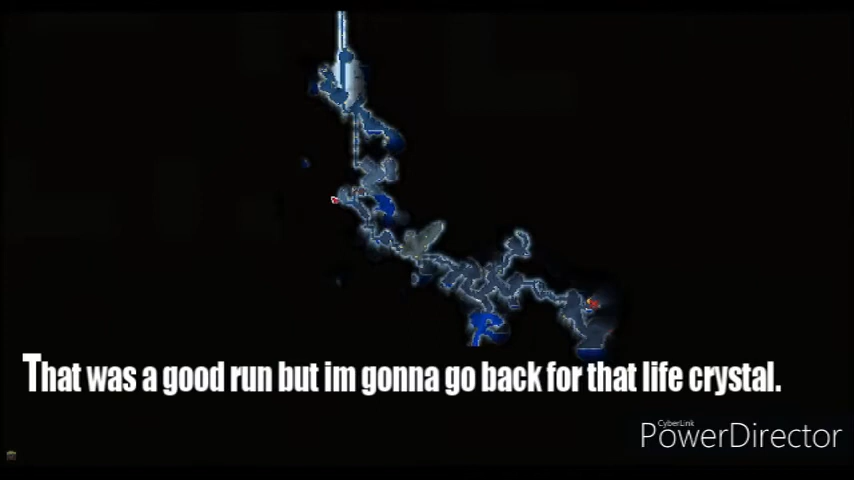 That was a good run but im gonna go back for that life crystal.
CyberLink
PowerDirector